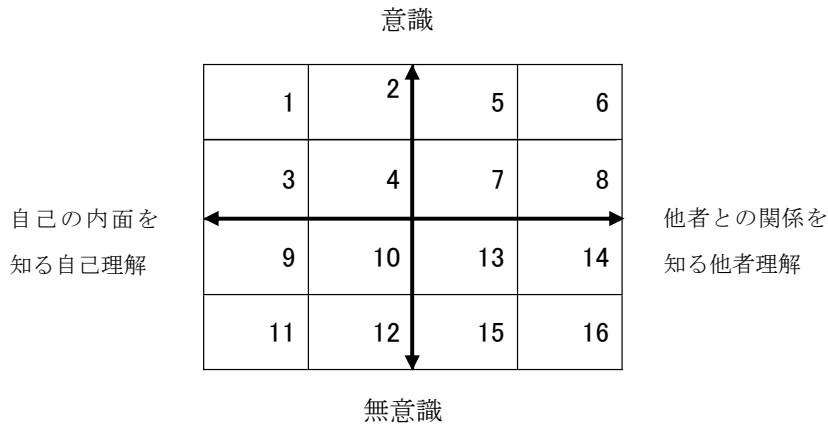 意識
1 2 5 6
3 4 7 8
自己の内面を
知る自己理解
他者との関係を
知る他者理解
9 10 13 14
11 12 15 16
無意識